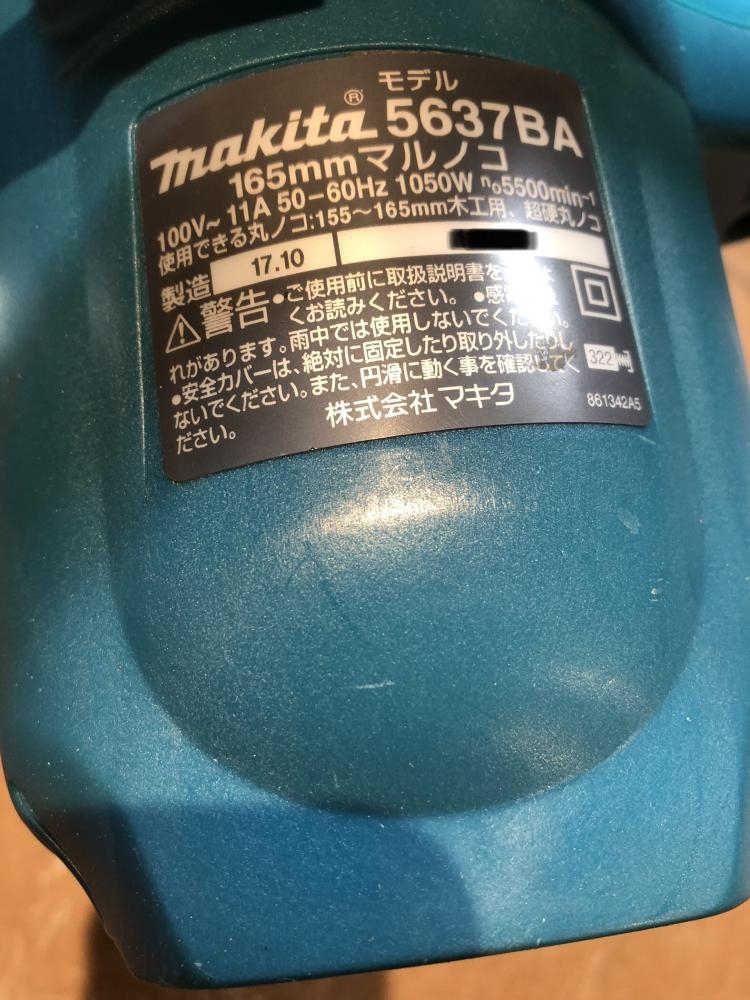 モデル
makita® 5637BA
165mmマルノコ
100V~ 11A 50-60Hz 1050W n₀5500min⁻¹
使用できる丸ノコ:155~165mm木工用、超硬丸ノコ
製造 17.10
警告 •ご使用前に取扱説明書を
くお読みください。 •感
れがあります。雨中では使用しないでください。
•安全カバーは、絶対に固定したり取り外したりし
ないでください。また、円滑に動く事を確認してく
ださい。
322
株式会社 マキタ
861342A5